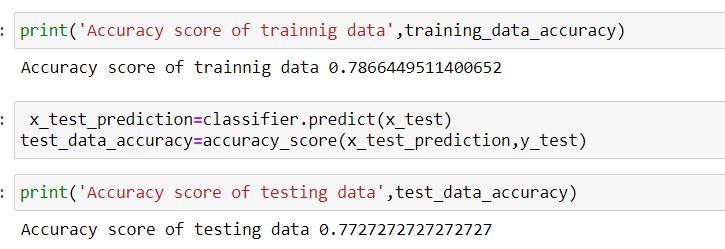 : print('Accuracy score of trainnig data',training_data_accuracy)
Accuracy score of trainnig data 0.7866449511400652
: x_test_prediction=classifier.predict(x_test)
test_data_accuracy=accuracy_score(x_test_prediction,y_test)
: print('Accuracy score of testing data',test_data_accuracy)
Accuracy score of testing data 0.7727272727272727